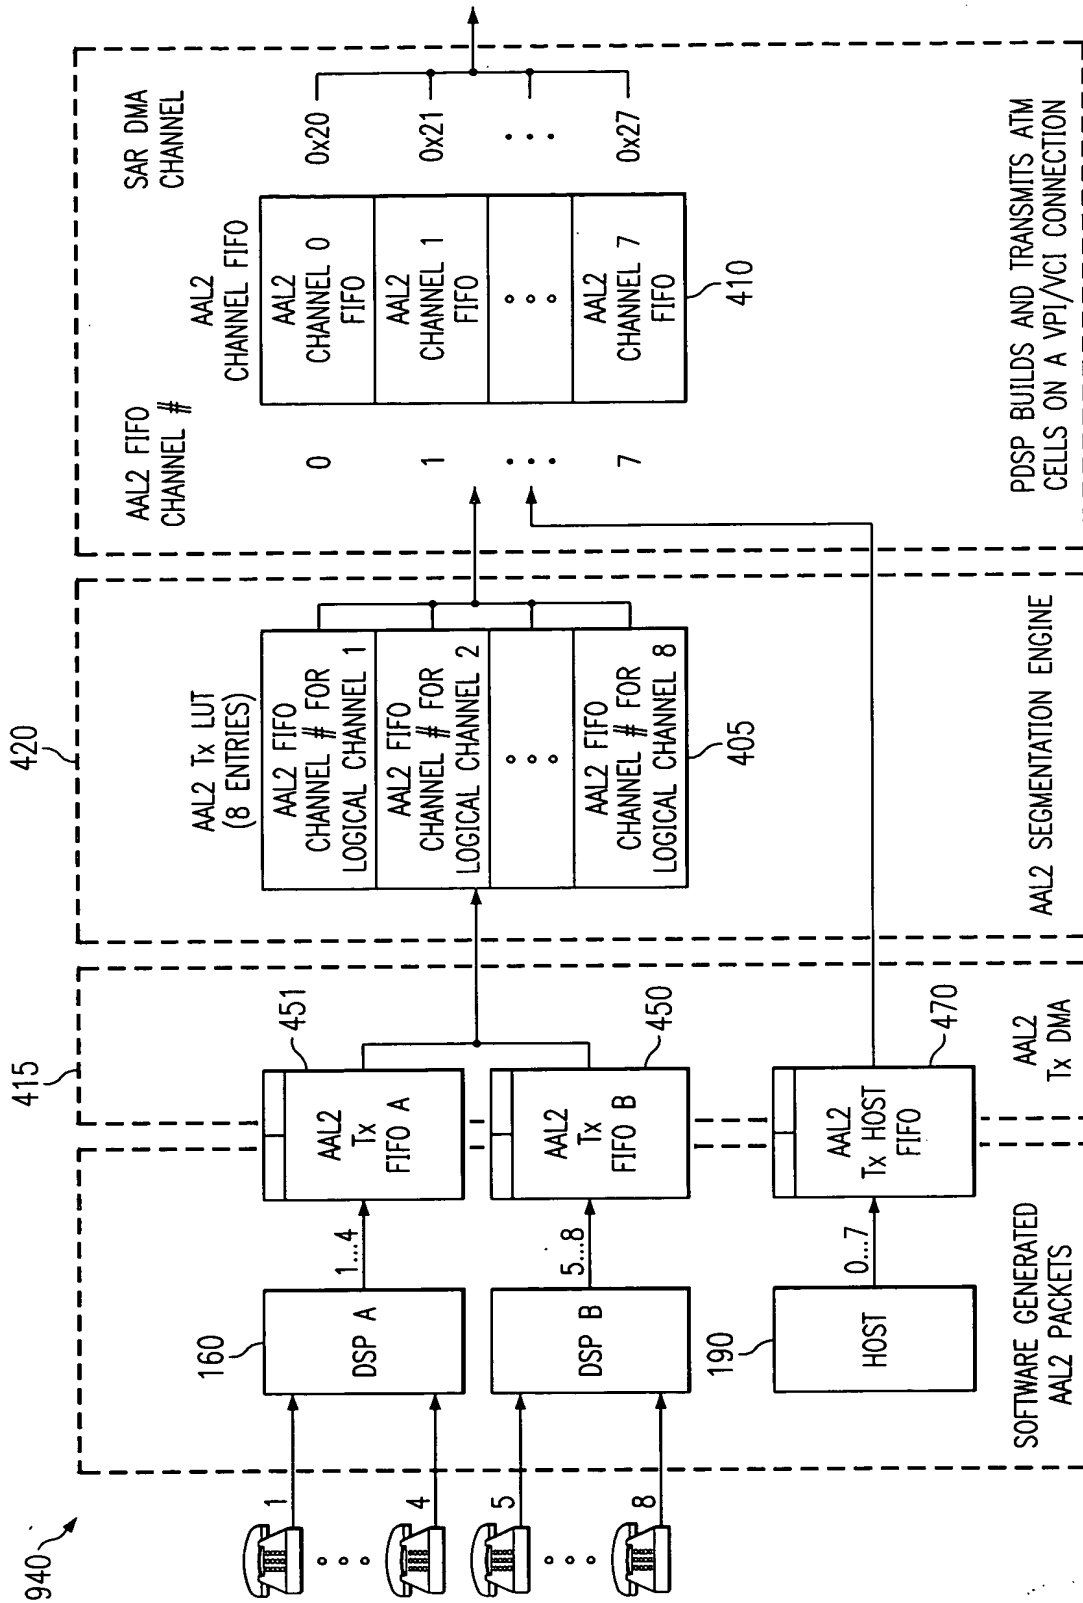 940
415
420
1
4
5
8
160
DSP A
DSP B
190
HOST
SOFTWARE GENERATED
AAL2 PACKETS
1...4
5...8
0...7
451
AAL2
Tx
FIFO A
450
AAL2
Tx
FIFO B
470
AAL2
Tx HOST
FIFO
AAL2
Tx DMA
AAL2 Tx LUT
(8 ENTRIES)
AAL2 FIFO
CHANNEL # FOR
LOGICAL CHANNEL 1
AAL2 FIFO
CHANNEL # FOR
LOGICAL CHANNEL 2
AAL2 FIFO
CHANNEL # FOR
LOGICAL CHANNEL 8
405
AAL2 SEGMENTATION ENGINE
AAL2 FIFO
CHANNEL #
0
1
7
AAL2
CHANNEL FIFO
AAL2
CHANNEL 0
FIFO
AAL2
CHANNEL 1
FIFO
AAL2
CHANNEL 7
FIFO
410
SAR DMA
CHANNEL
0x20
0x21
0x27
PDSP BUILDS AND TRANSMITS ATM
CELLS ON A VPI/VCI CONNECTION